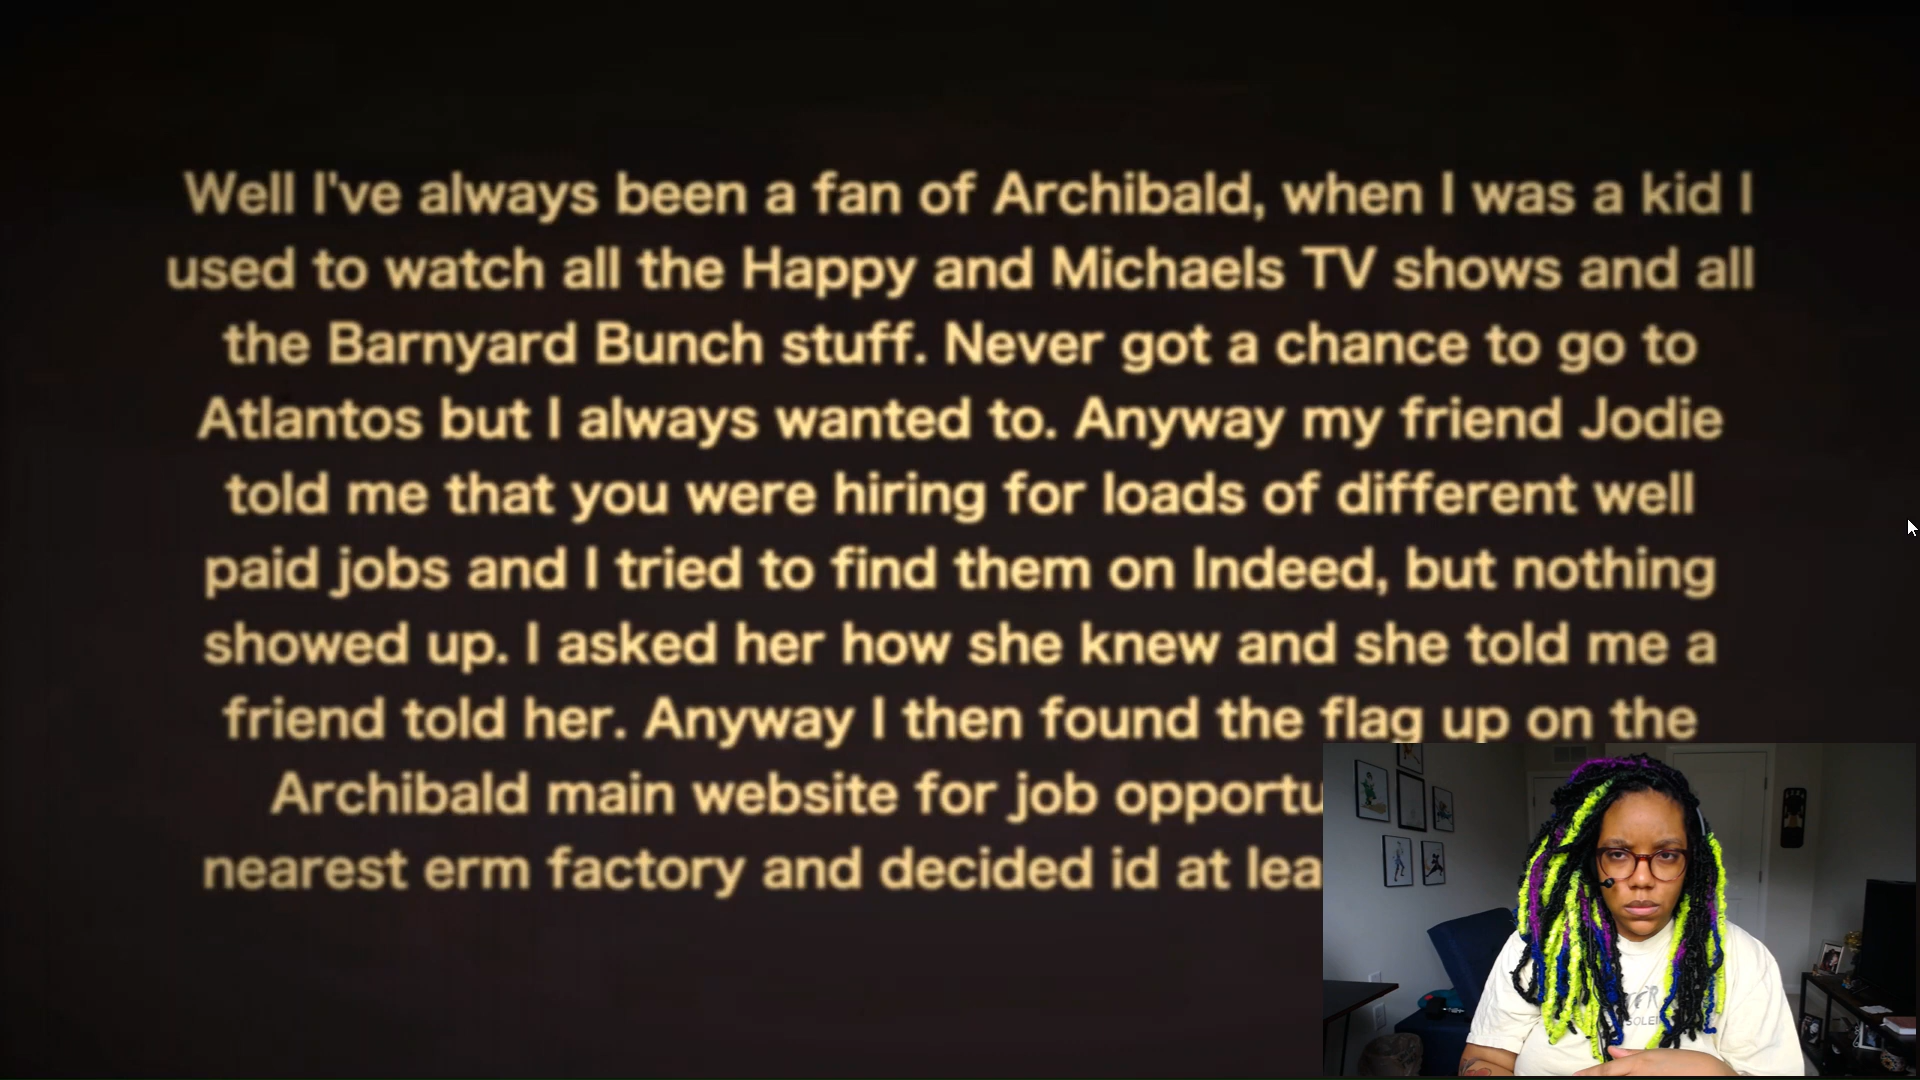 Well I've always been a fan of Archibald, when I was a kid I
used to watch all the Happy and Michaels TV shows and all
the Barnyard Bunch stuff. Never got a chance to go to
Atlantos but I always wanted to. Anyway my friend Jodie
told me that you were hiring for loads of different well
paid jobs and I tried to find them on Indeed, but nothing
showed up. I asked her how she knew and she told me a
friend told her. Anyway I then found the flag up on the
Archibald main website for job
nearest erm factory and decided id at